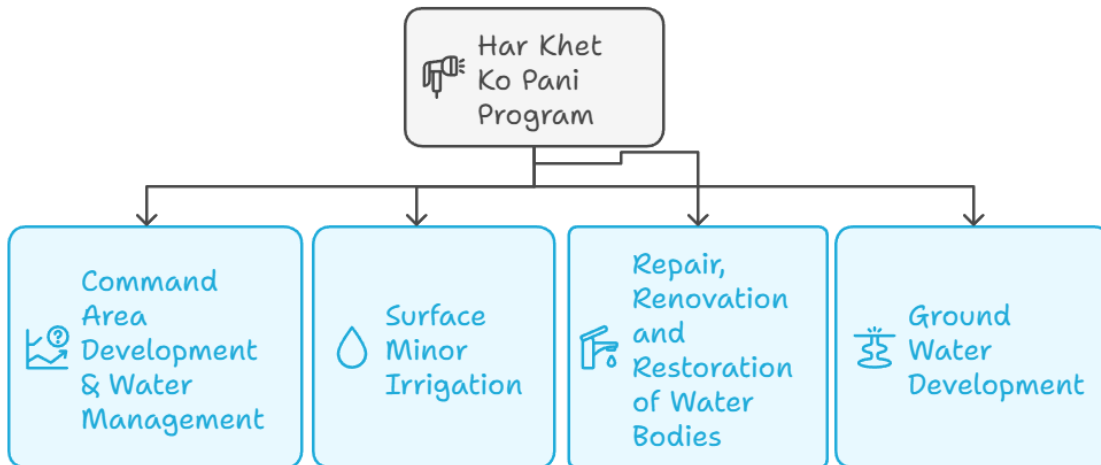 Har Khet
Ko Pani
Program
Command
Area
Development
& Water
Management
Surface
Minor
Irrigation
Repair,
Renovation
and
Restoration
of Water
Bodies
Ground
Water
Development